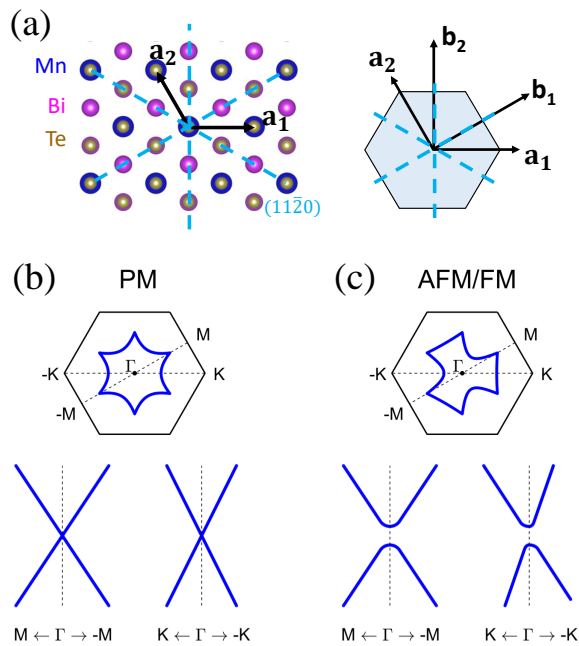 (a)
Mn
Bi
Te
a₂
a₁
(112̅0)
b₂
a₂
b₁
a₁
(b) PM
(c) AFM/FM
M
Γ
-K K
-M
M
Γ
-K K
-M
M ← Γ → -M K ← Γ → -K
M ← Γ → -M K ← Γ → -K